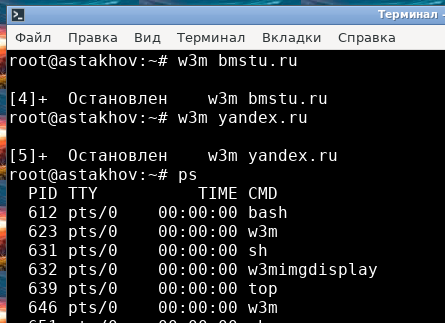 Терминал -
Файл Правка Вид Терминал Вкладки Справка
root@astakhov:~# w3m bmstu.ru
[4]+ Остановлен w3m bmstu.ru
root@astakhov:~# w3m yandex.ru
[5]+ Остановлен w3m yandex.ru
root@astakhov:~# ps
PID TTY TIME CMD
612 pts/0 00:00:00 bash
623 pts/0 00:00:00 w3m
631 pts/0 00:00:00 sh
632 pts/0 00:00:00 w3mimgdisplay
639 pts/0 00:00:00 top
646 pts/0 00:00:00 w3m